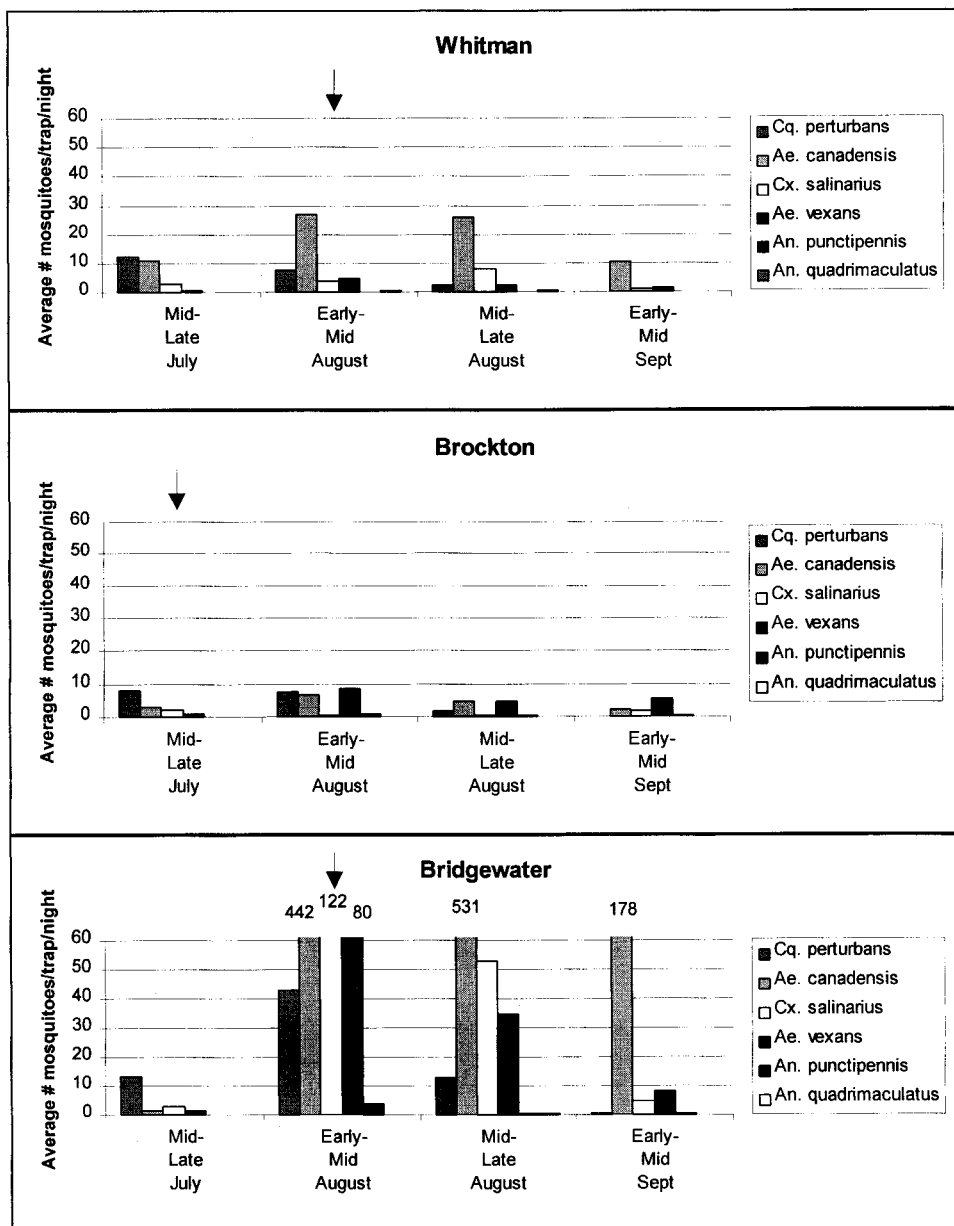 Whitman
Average # mosquitoes/trap/night
60
50
40
30
20
10
0
Mid-
Late
July
Early-
Mid
August
Mid-
Late
August
Early-
Mid
Sept
Cq. perturbans
Ae. canadensis
Cx. salinarius
Ae. vexans
An. punctipennis
An. quadrimaculatus
Brockton
Average # mosquitoes/trap/night
60
50
40
30
20
10
0
Mid-
Late
July
Early-
Mid
August
Mid-
Late
August
Early-
Mid
Sept
Cq. perturbans
Ae. canadensis
Cx. salinarius
Ae. vexans
An. punctipennis
An. quadrimaculatus
Bridgewater
Average # mosquitoes/trap/night
442
122
80
531
178
60
50
40
30
20
10
0
Mid-
Late
July
Early-
Mid
August
Mid-
Late
August
Early-
Mid
Sept
Cq. perturbans
Ae. canadensis
Cx. salinarius
Ae. vexans
An. punctipennis
An. quadrimaculatus